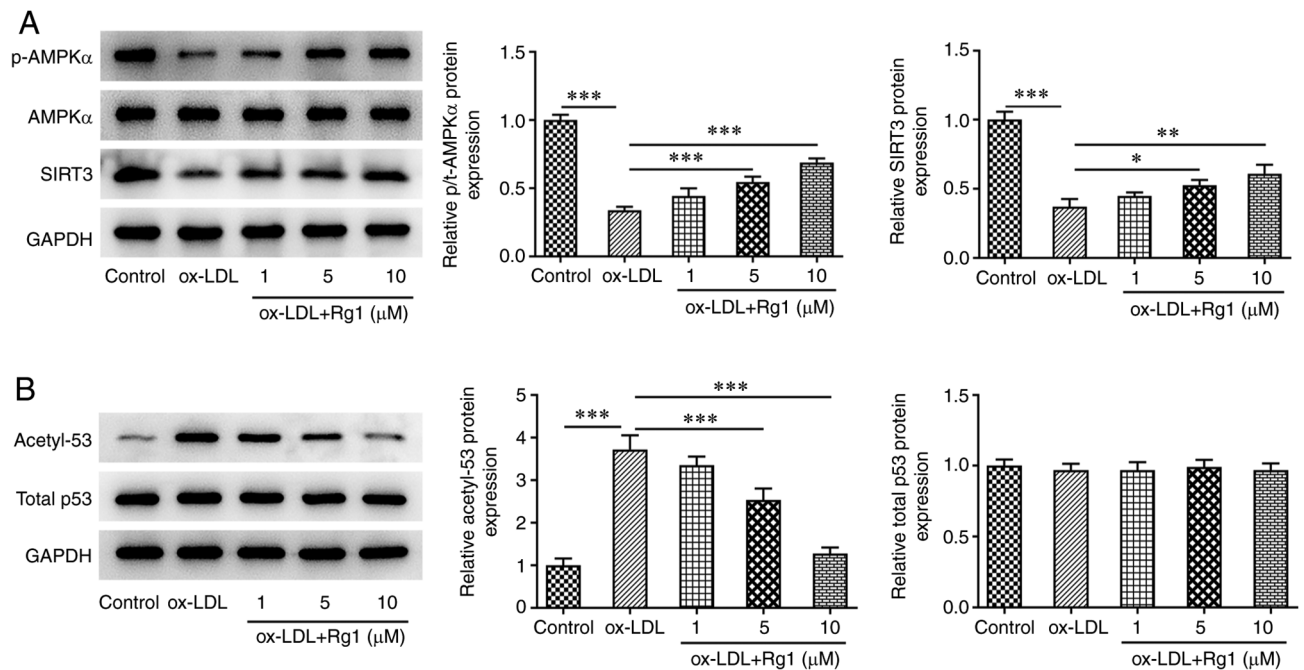 A
p-AMPKα
AMPKα
SIRT3
GAPDH
Control ox-LDL 1 5 10
ox-LDL+Rg1 (μM)
Relative p/t-AMPKα protein
expression
1.5
1.0
0.5
0.0
***
***
***
Control ox-LDL 1 5 10
ox-LDL+Rg1 (μM)
Relative SIRT3 protein
expression
1.5
1.0
0.5
0.0
***
**
*
Control ox-LDL 1 5 10
ox-LDL+Rg1 (μM)
B
Acetyl-53
Total p53
GAPDH
Control ox-LDL 1 5 10
ox-LDL+Rg1 (μM)
Relative acetyl-53 protein
expression
5
4
3
2
1
0
***
***
***
Control ox-LDL 1 5 10
ox-LDL+Rg1 (μM)
Relative total p53 protein
expression
1.5
1.0
0.5
0.0
Control ox-LDL 1 5 10
ox-LDL+Rg1 (μM)